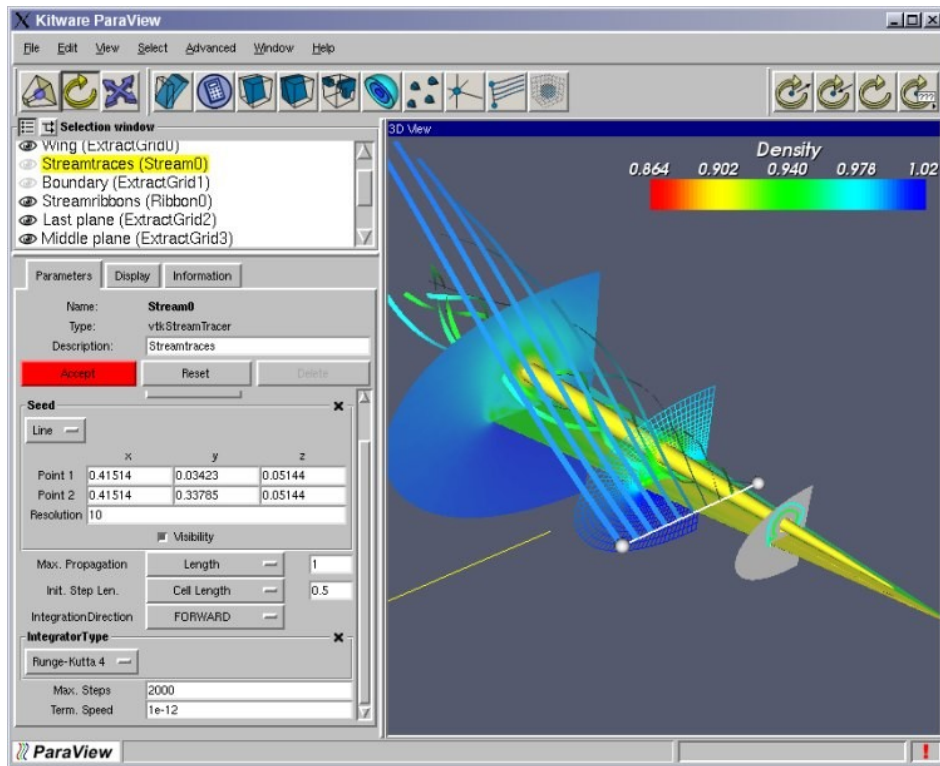 Kitware ParaView
File Edit View Select Advanced Window Help
???
Selection window
Wing (ExtractGrid0)
Streamtraces (Stream0)
Boundary (ExtractGrid1)
Streamribbons (Ribbon0)
Last plane (ExtractGrid2)
Middle plane (ExtractGrid3)
Parameters Display Information
Name: Stream0
Type: vtkStreamTracer
Description: Streamtraces
Accept Reset Delete
Seed
Line
x y z
Point 1 0.41514 0.03423 0.05144
Point 2 0.41514 0.33785 0.05144
Resolution 10
Visibility
Max. Propagation Length 1
Init. Step Len. Cell Length 0.5
IntegrationDirection FORWARD
IntegratorType
Runge-Kutta 4
Max. Steps 2000
Term. Speed 1e-12
3D View
Density
0.864 0.902 0.940 0.978 1.02
ParaView
!